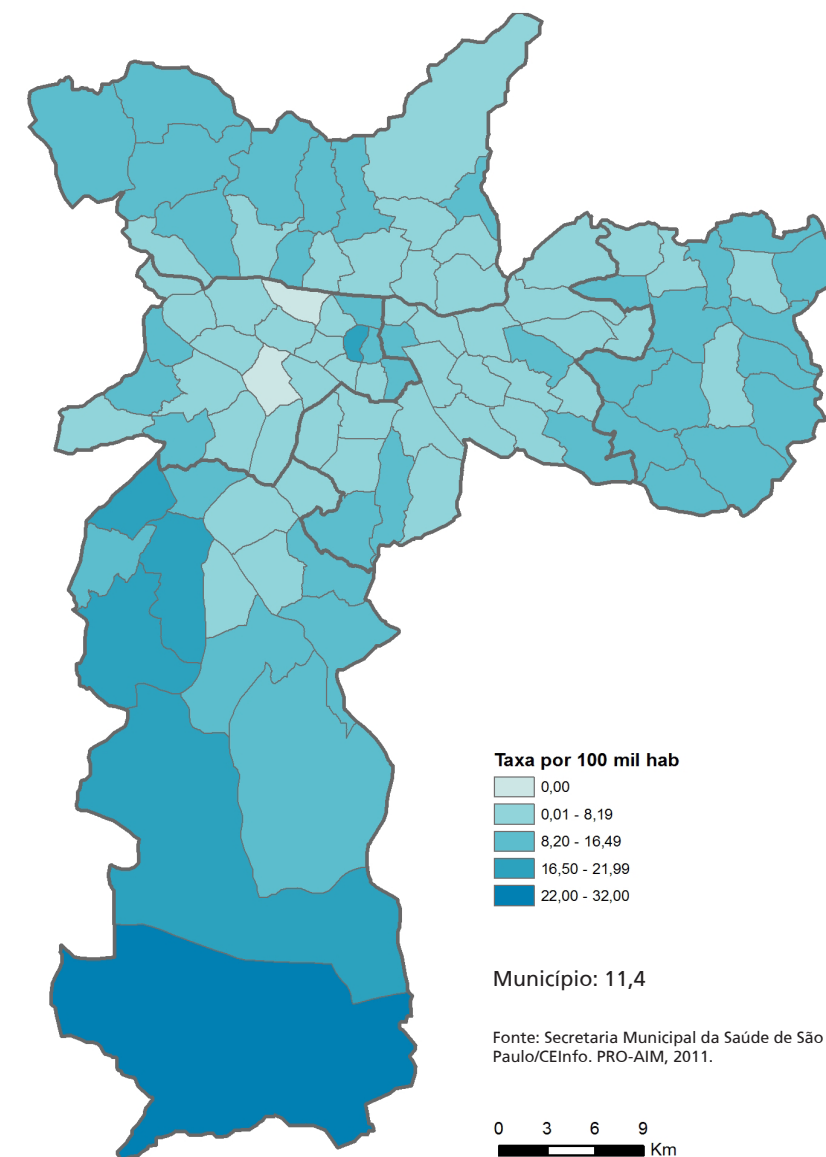 Taxa por 100 mil hab
0,00
0,01 - 8,19
8,20 - 16,49
16,50 - 21,99
22,00 - 32,00
Município: 11,4
Fonte: Secretaria Municipal da Saúde de São
Paulo/CEInfo. PRO-AIM, 2011.
0 3 6 9
Km